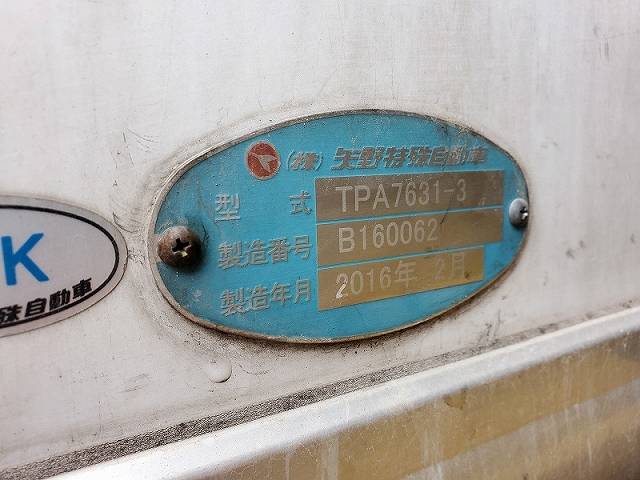 (株) 矢野特殊自動車
型 式 TPA7631-3
製造番号 B160062
製造年月 2016年 2月
K
殊自動車